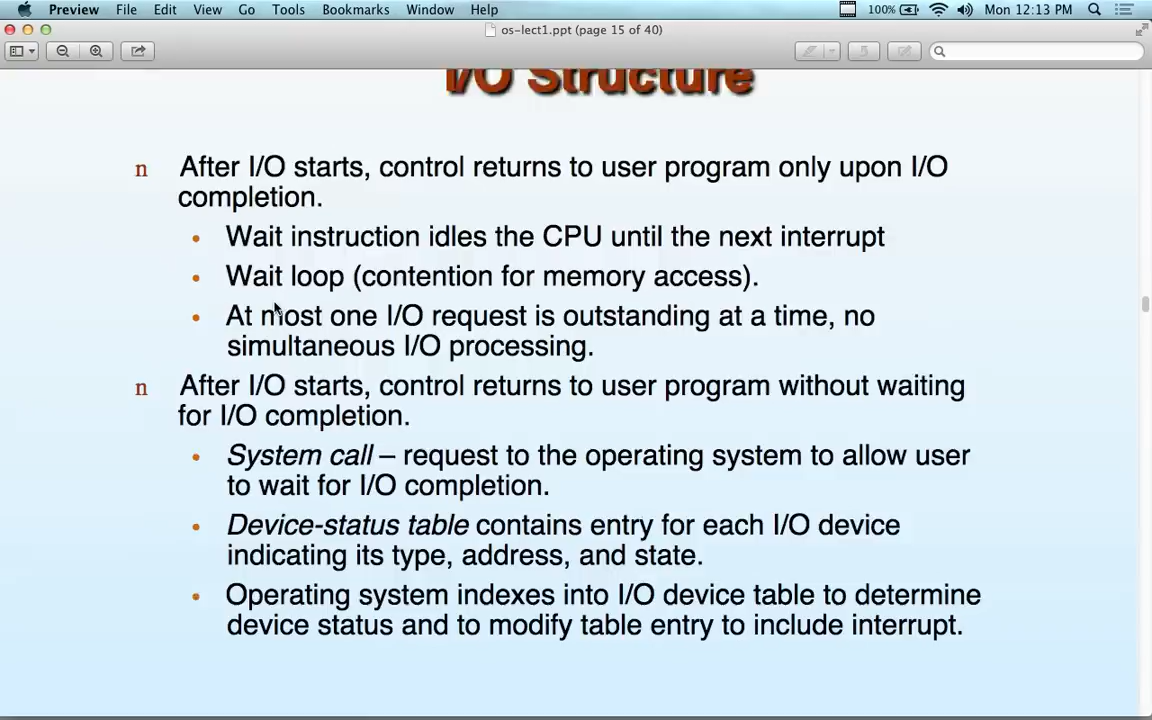 Preview File Edit View Go Tools Bookmarks Window Help 100% Mon 12:13 PM
os-lect1.ppt (page 15 of 40)
I/O Structure
n After I/O starts, control returns to user program only upon I/O
completion.
• Wait instruction idles the CPU until the next interrupt
• Wait loop (contention for memory access).
• At most one I/O request is outstanding at a time, no
simultaneous I/O processing.
n After I/O starts, control returns to user program without waiting
for I/O completion.
• System call – request to the operating system to allow user
to wait for I/O completion.
• Device-status table contains entry for each I/O device
indicating its type, address, and state.
• Operating system indexes into I/O device table to determine
device status and to modify table entry to include interrupt.